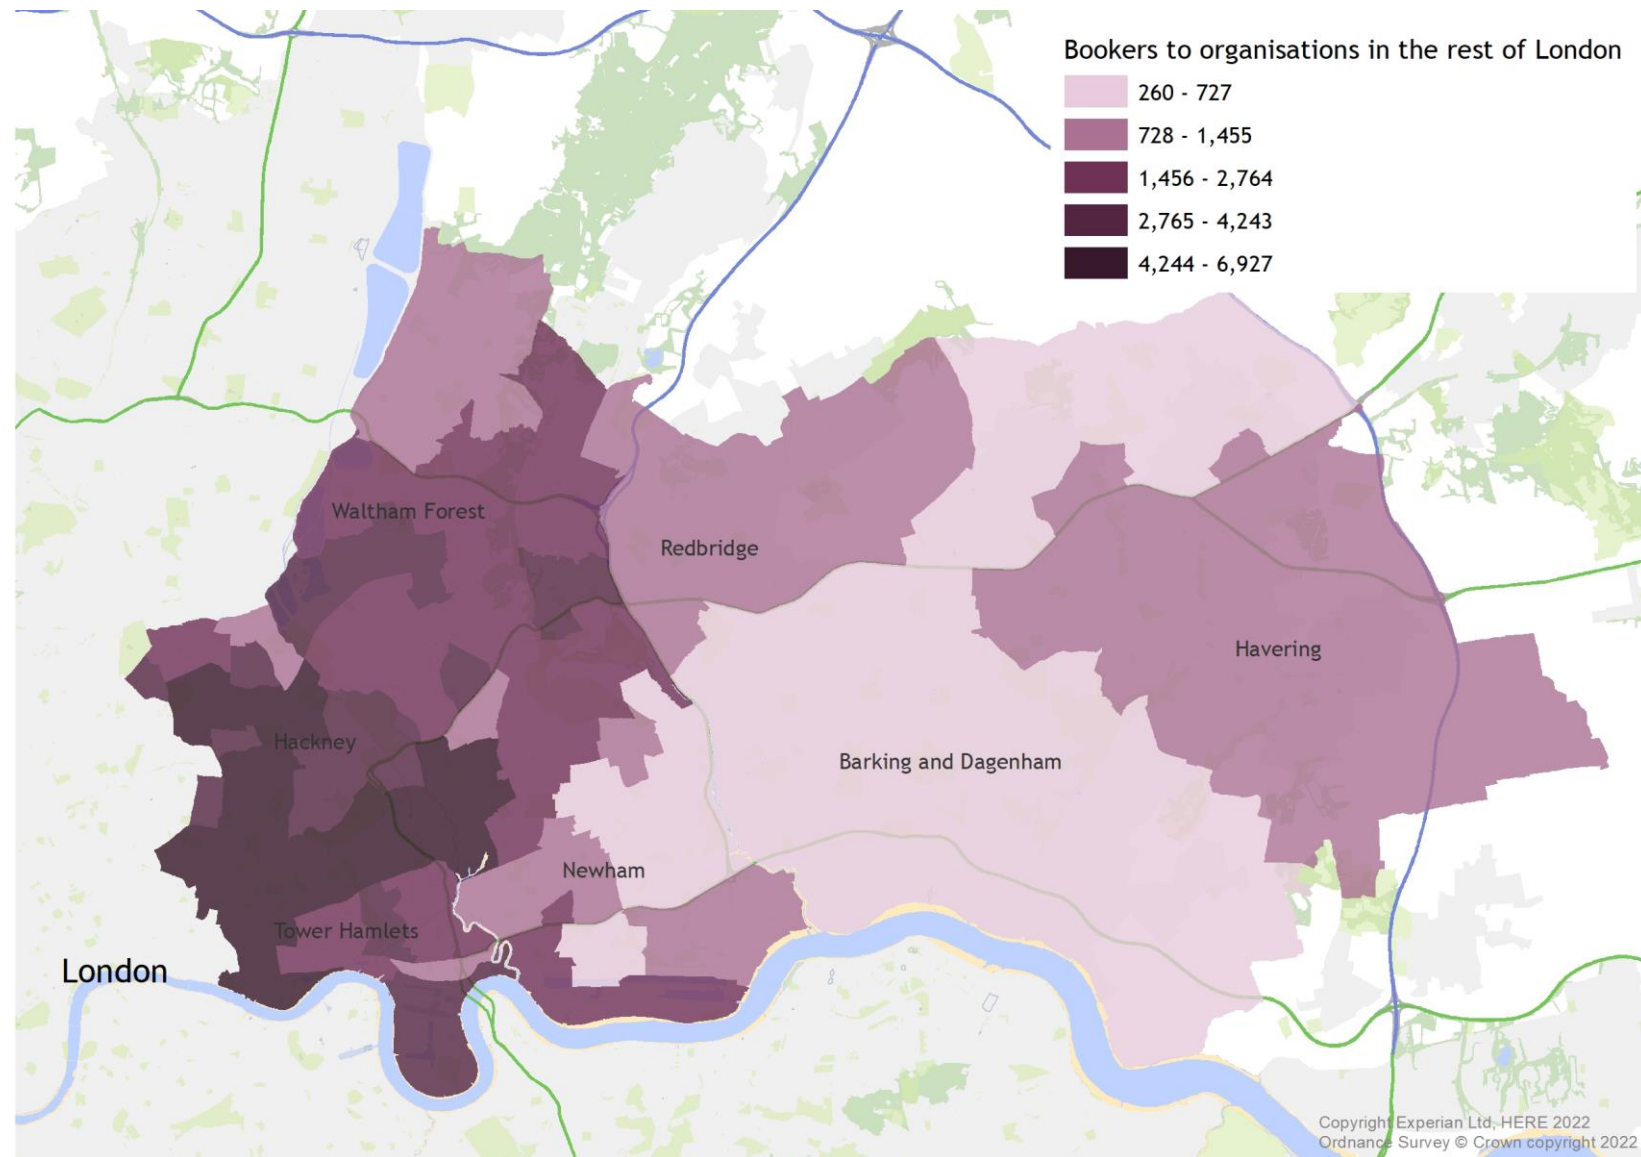 Bookers to organisations in the rest of London
260 - 727
728 - 1,455
1,456 - 2,764
2,765 - 4,243
4,244 - 6,927
Waltham Forest
Redbridge
Havering
Hackney
Barking and Dagenham
Newham
Tower Hamlets
London
Copyright Experian Ltd, HERE 2022
Ordnance Survey © Crown copyright 2022